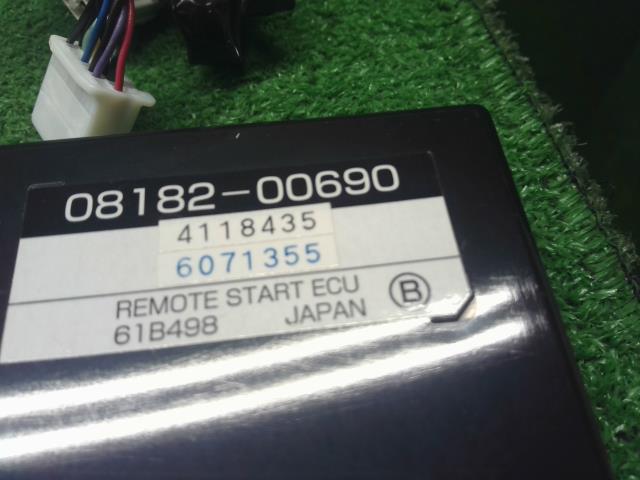 08182-00690
4118435
6071355
REMOTE START ECU Ⓑ
61B498 JAPAN